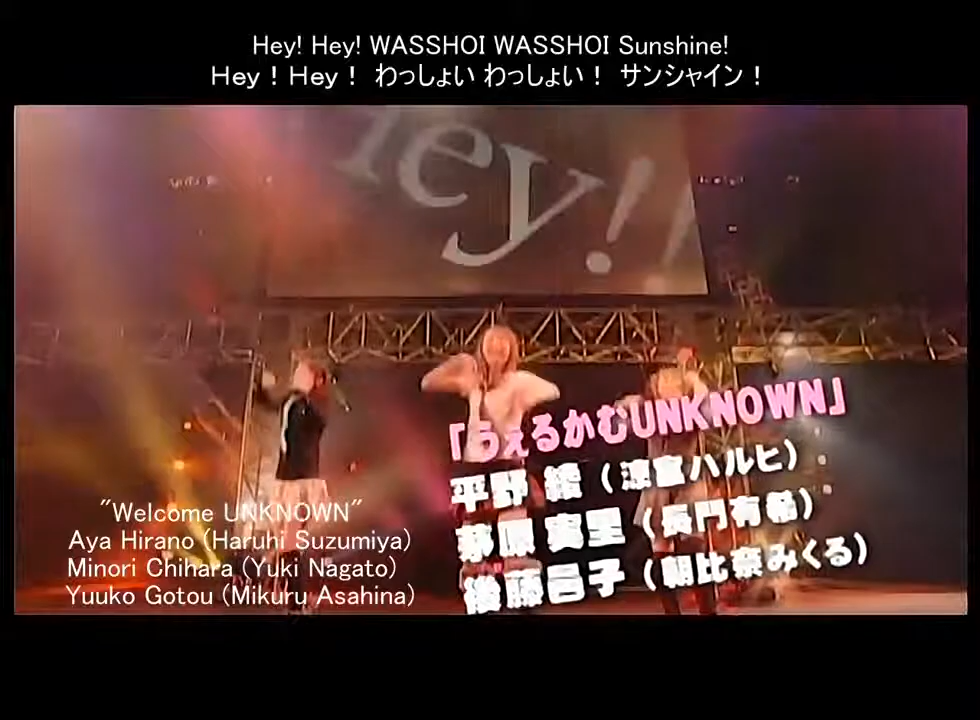 Hey! Hey! WASSHOI WASSHOI Sunshine!
Hey！Hey！ わっしょい わっしょい！ サンシャイン！
Hey!!
「うぇるかむUNKNOWN」
平野 綾（涼宮ハルヒ）
茅原 実里（長門有希）
後藤邑子（朝比奈みくる）
"Welcome UNKNOWN"
Aya Hirano (Haruhi Suzumiya)
Minori Chihara (Yuki Nagato)
Yuuko Gotou (Mikuru Asahina)